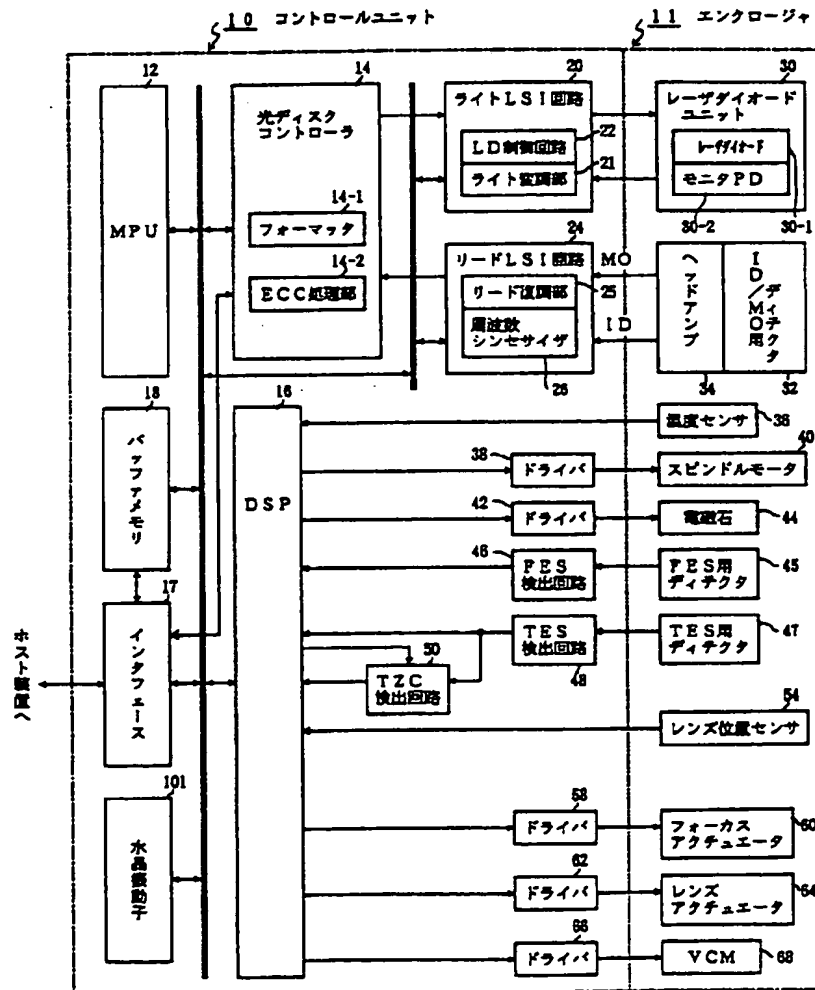 10 コントロールユニット
11 エンクロージャ
12
MPU
14
光ディスク
コントローラ
14-1
フォーマッタ
14-2
ECC処理部
20
ライトLSI回路
22
LD制御回路
21
ライト変調部
30
レーザダイオード
ユニット
レーザダイオード
モニタPD
30-2
30-1
24
リードLSI回路
リード復調部
25
周波数
シンセサイザ
26
MO
ID
ヘッドアンプ
34
ID/MO用
ディテクタ
32
18
バッファメモリ
16
DSP
温度センサ
36
38
ドライバ
スピンドルモータ
40
42
ドライバ
電磁石
44
46
FES
検出回路
FES用
ディテクタ
45
17
インタフェース
ホスト装置へ
TES
検出回路
48
TES用
ディテクタ
47
50
TZC
検出回路
54
レンズ位置センサ
101
水晶振動子
58
ドライバ
フォーカス
アクチュエータ
60
62
ドライバ
レンズ
アクチュエータ
64
66
ドライバ
VCM
68